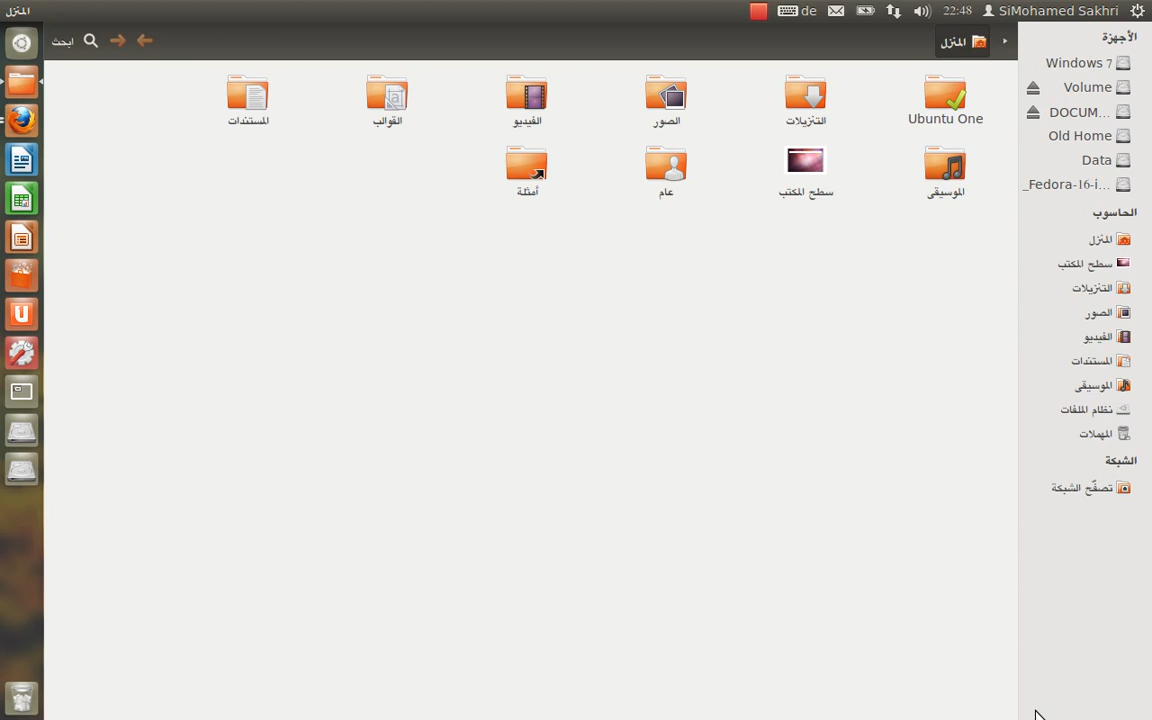 المنزل
de
22:48
SiMohamed Sakhri
ابحث
المنزل
Ubuntu One
التنزيلات
الصور
الفيديو
القوالب
المستندات
الموسيقى
سطح المكتب
عام
أمثلة
الأجهزة
Windows 7
Volume
DOCUM...
Old Home
Data
_Fedora-16-i...
الحاسوب
المنزل
سطح المكتب
التنزيلات
الصور
الفيديو
المستندات
الموسيقى
نظام الملفات
المهملات
الشبكة
تصفّح الشبكة